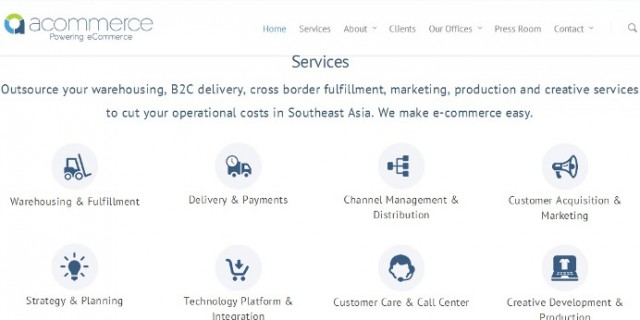 acommerce
Powering eCommerce
Home Services About Clients Our Offices Press Room Contact
Services
Outsource your warehousing, B2C delivery, cross border fulfillment, marketing, production and creative services
to cut your operational costs in Southeast Asia. We make e-commerce easy.
Warehousing & Fulfillment
Delivery & Payments
Channel Management &
Distribution
Customer Acquisition &
Marketing
Strategy & Planning
Technology Platform &
Integration
Customer Care & Call Center
Creative Development &
Production